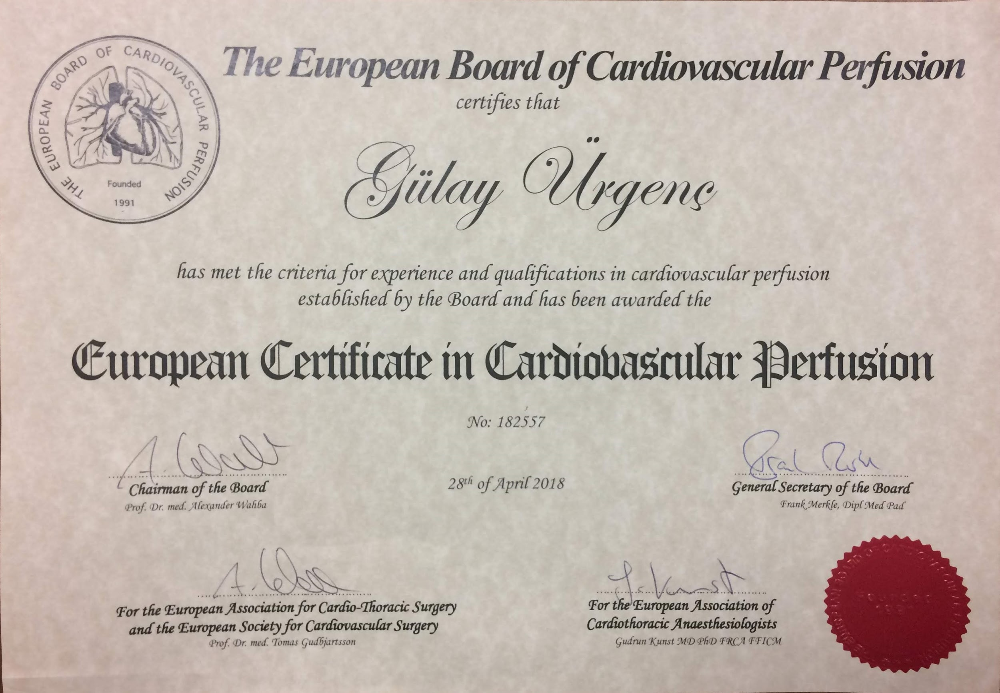 THE EUROPEAN BOARD OF CARDIOVASCULAR PERFUSION
Founded
1991
The European Board of Cardiovascular Perfusion
certifies that
Gülay Ürgenç
has met the criteria for experience and qualifications in cardiovascular perfusion
established by the Board and has been awarded the
European Certificate in Cardiovascular Perfusion
No: 182557
28th of April 2018
Chairman of the Board
Prof. Dr. med. Alexander Wahba
General Secretary of the Board
Frank Merkle, Dipl Med Pad
For the European Association for Cardio-Thoracic Surgery
and the European Society for Cardiovascular Surgery
Prof. Dr. med. Tomas Gudbjartsson
For the European Association of
Cardiothoracic Anaesthesiologists
Gudrun Kunst MD PhD FRCA FFICM